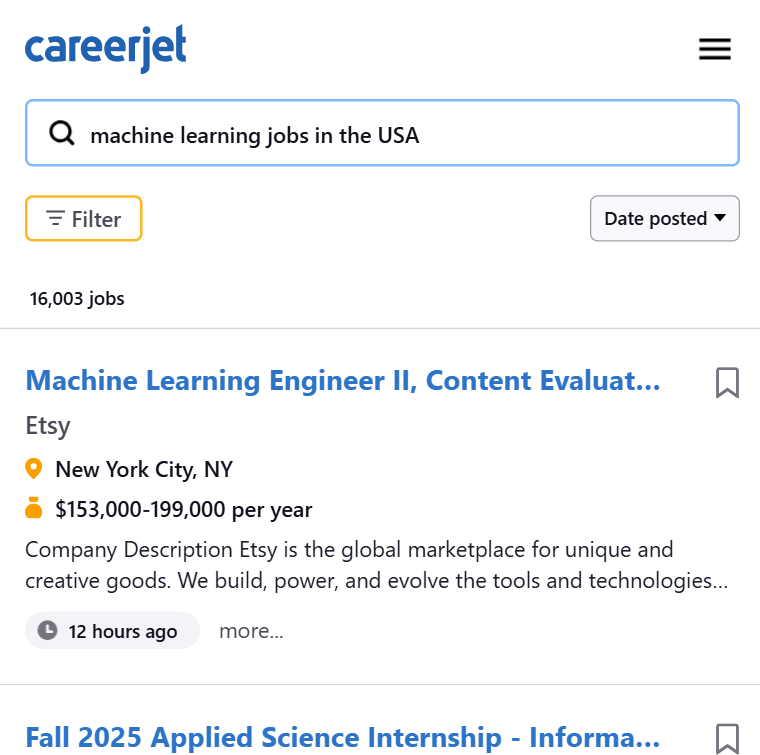 careerjet
machine learning jobs in the USA
Filter
Date posted
16,003 jobs
Machine Learning Engineer II, Content Evaluat...
Etsy
New York City, NY
$153,000-199,000 per year
Company Description Etsy is the global marketplace for unique and
creative goods. We build, power, and evolve the tools and technologies...
12 hours ago
more...
Fall 2025 Applied Science Internship - Informa...